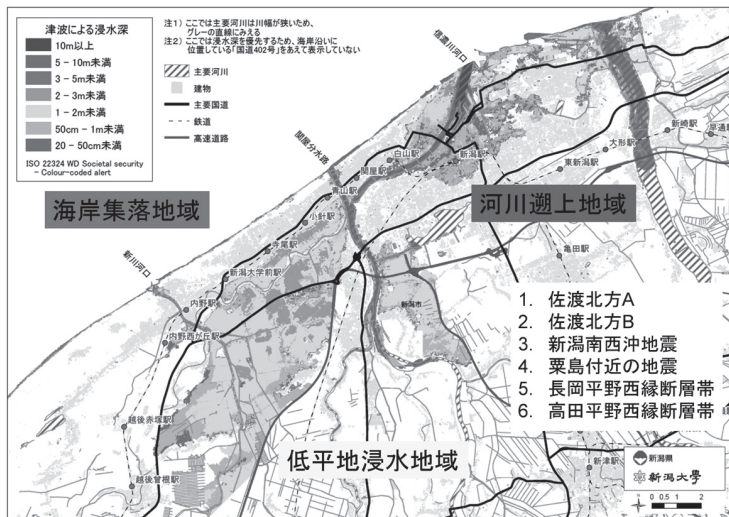 津波による浸水深
10m以上
5－10m未満
3－5m未満
2－3m未満
1－2m未満
50cm－1m未満
20－50cm未満
ISO 22324 WD Societal security
– Colour-coded alert
注1）ここでは主要河川は川幅が狭いため、
グレーの直線にみえる
注2）ここでは浸水深を優先するため、海岸沿いに
位置している「国道402号」をあえて表示していない
主要河川
建物
主要国道
鉄道
高速道路
信濃川河口
関屋分水路
新崎駅
早通駅
大形駅
東新潟駅
新潟駅
白山駅
関屋駅
青山駅
小針駅
寺尾駅
新潟大学前駅
新川河口
内野駅
内野西が丘駅
越後赤塚駅
越後曽根駅
亀田駅
新潟市
新津駅
海岸集落地域
河川遡上地域
低平地浸水地域
1. 佐渡北方A
2. 佐渡北方B
3. 新潟南西沖地震
4. 粟島付近の地震
5. 長岡平野西縁断層帯
6. 高田平野西縁断層帯
新潟県
新潟大學
0 0.5 1 2